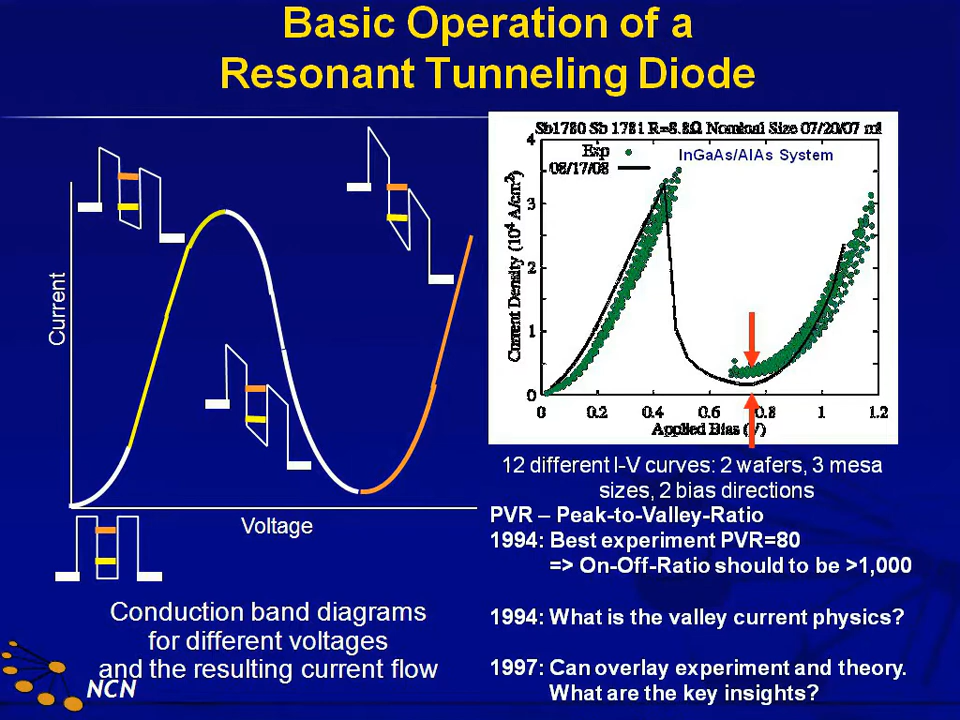 Basic Operation of a
Resonant Tunneling Diode
Current
Voltage
Conduction band diagrams
for different voltages
and the resulting current flow
NCN
Sb1780 Sb 1781 R=8.8Ω Nominal Size 07/20/07 ml
Exp
08/17/08
InGaAs/AlAs System
Current Density (10⁴ A/cm²)
4
3
2
1
0
0 0.2 0.4 0.6 0.8 1 1.2
Applied Bias (V)
12 different I-V curves: 2 wafers, 3 mesa
sizes, 2 bias directions
PVR – Peak-to-Valley-Ratio
1994: Best experiment PVR=80
=> On-Off-Ratio should to be >1,000
1994: What is the valley current physics?
1997: Can overlay experiment and theory.
What are the key insights?